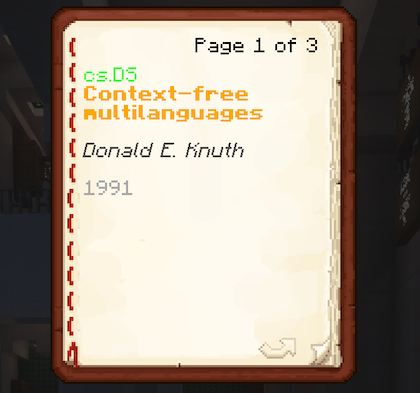 Page 1 of 3
cs.DS
Context-free
multilanguages
Donald E. Knuth
1991